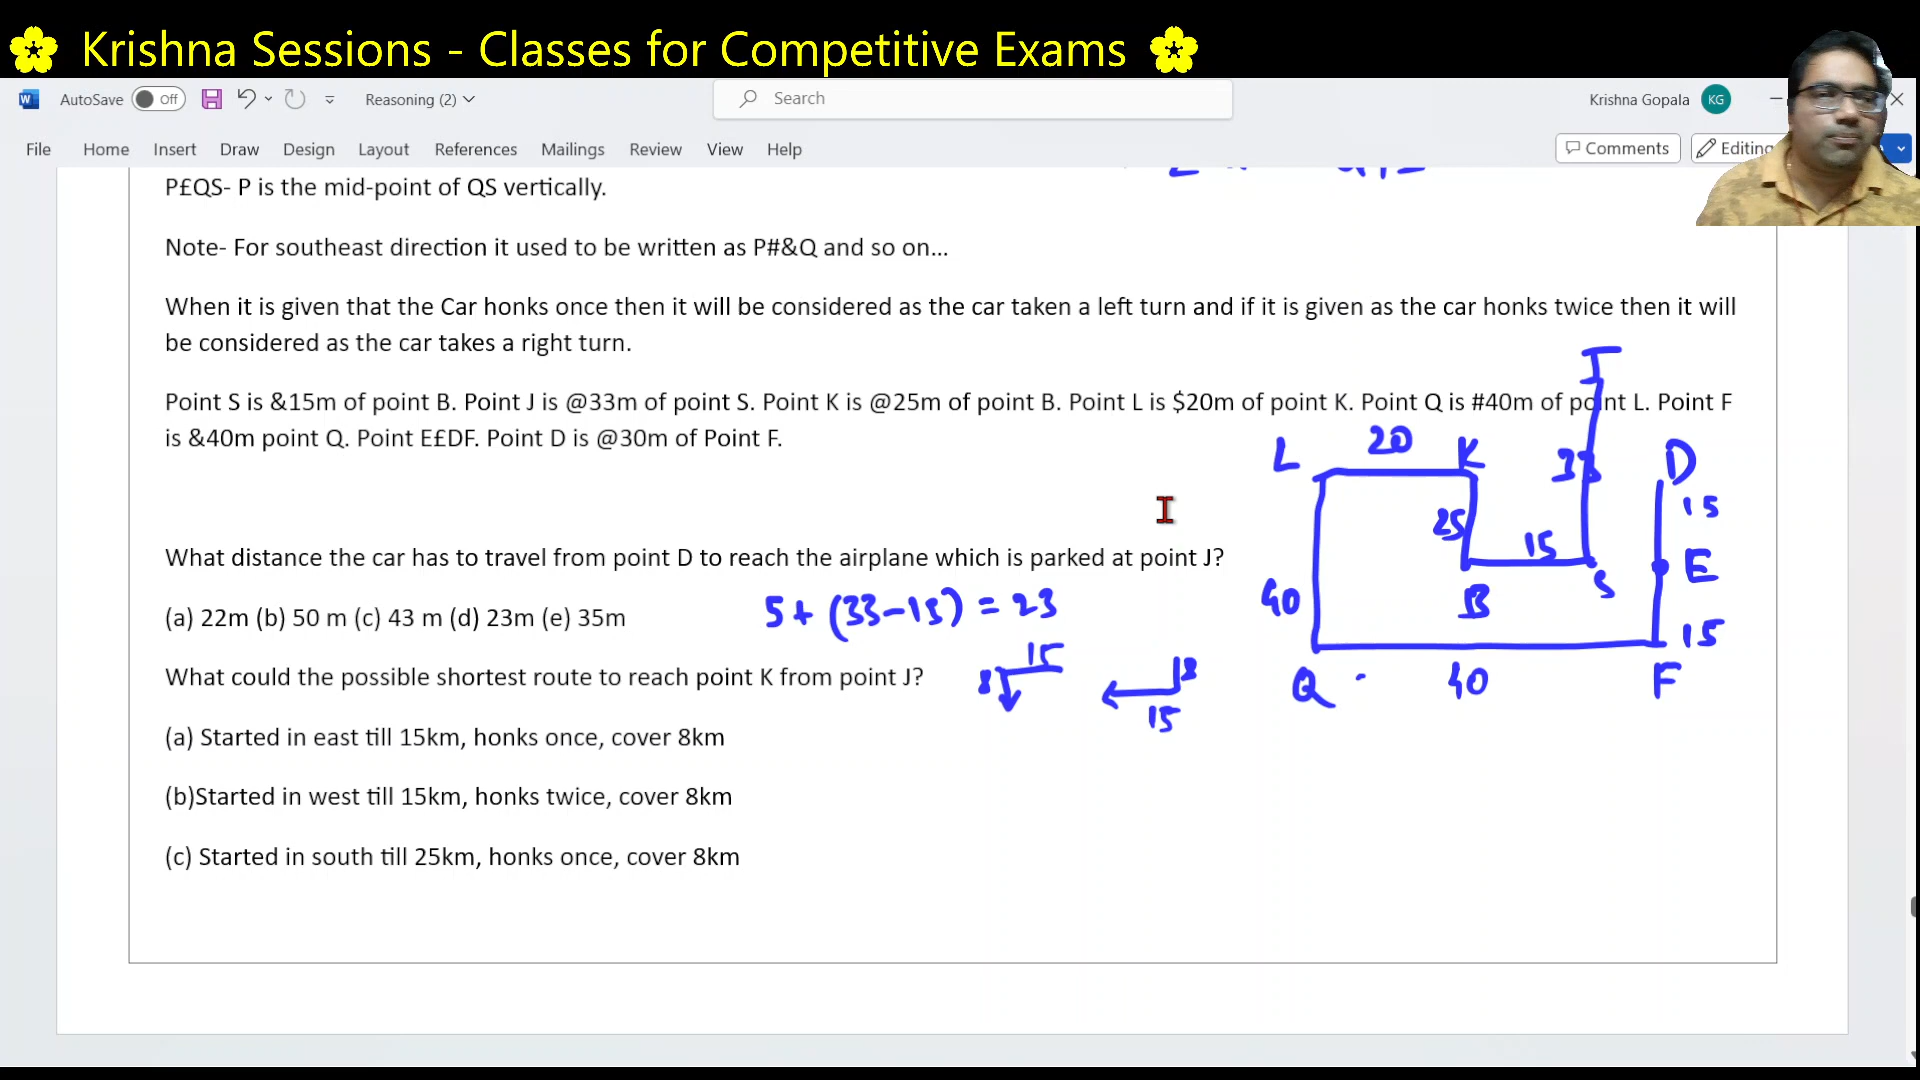 Krishna Sessions - Classes for Competitive Exams
AutoSave Off Reasoning (2) Search Krishna Gopala KG
File Home Insert Draw Design Layout References Mailings Review View Help Comments Editing
P£QS- P is the mid-point of QS vertically.
Note- For southeast direction it used to be written as P#&Q and so on...
When it is given that the Car honks once then it will be considered as the car taken a left turn and if it is given as the car honks twice then it will
be considered as the car takes a right turn.
Point S is &15m of point B. Point J is @33m of point S. Point K is @25m of point B. Point L is $20m of point K. Point Q is #40m of point L. Point F
is &40m point Q. Point E£DF. Point D is @30m of Point F.
L 20 K 33 D
25 15
15 E
What distance the car has to travel from point D to reach the airplane which is parked at point J?
S
40 B
(a) 22m (b) 50 m (c) 43 m (d) 23m (e) 35m
5 + (33-15) = 23
15
What could the possible shortest route to reach point K from point J?
8 15 8 15
Q 40 F
(a) Started in east till 15km, honks once, cover 8km
(b)Started in west till 15km, honks twice, cover 8km
(c) Started in south till 25km, honks once, cover 8km